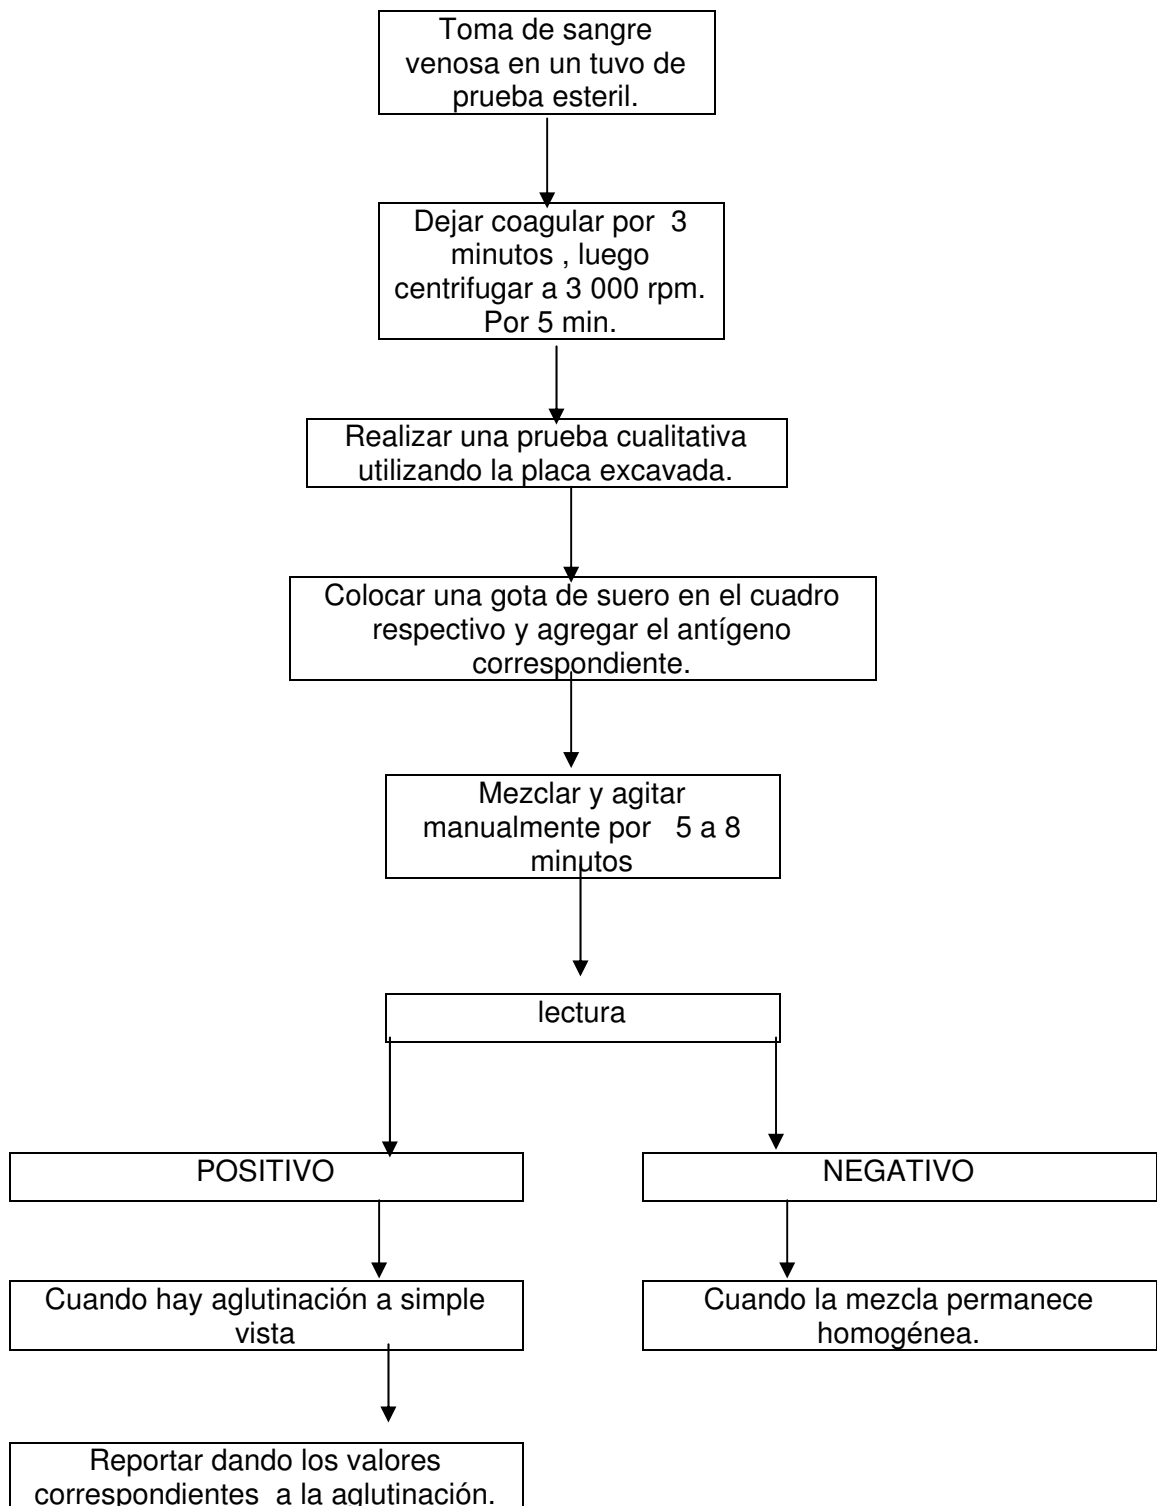 Toma de sangre
venosa en un tuvo de
prueba esteril.
Dejar coagular por  3
minutos , luego
centrifugar a 3 000 rpm.
Por 5 min.
Realizar una prueba cualitativa
utilizando la placa excavada.
Colocar una gota de suero en el cuadro
respectivo y agregar el antígeno
correspondiente.
Mezclar y agitar
manualmente por   5 a 8
minutos
lectura
POSITIVO
NEGATIVO
Cuando hay aglutinación a simple
vista
Cuando la mezcla permanece
homogénea.
Reportar dando los valores
correspondientes  a la aglutinación.